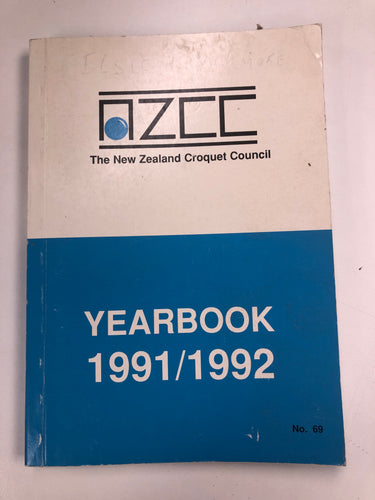 NZCC
The New Zealand Croquet Council
YEARBOOK
1991/1992
No. 69